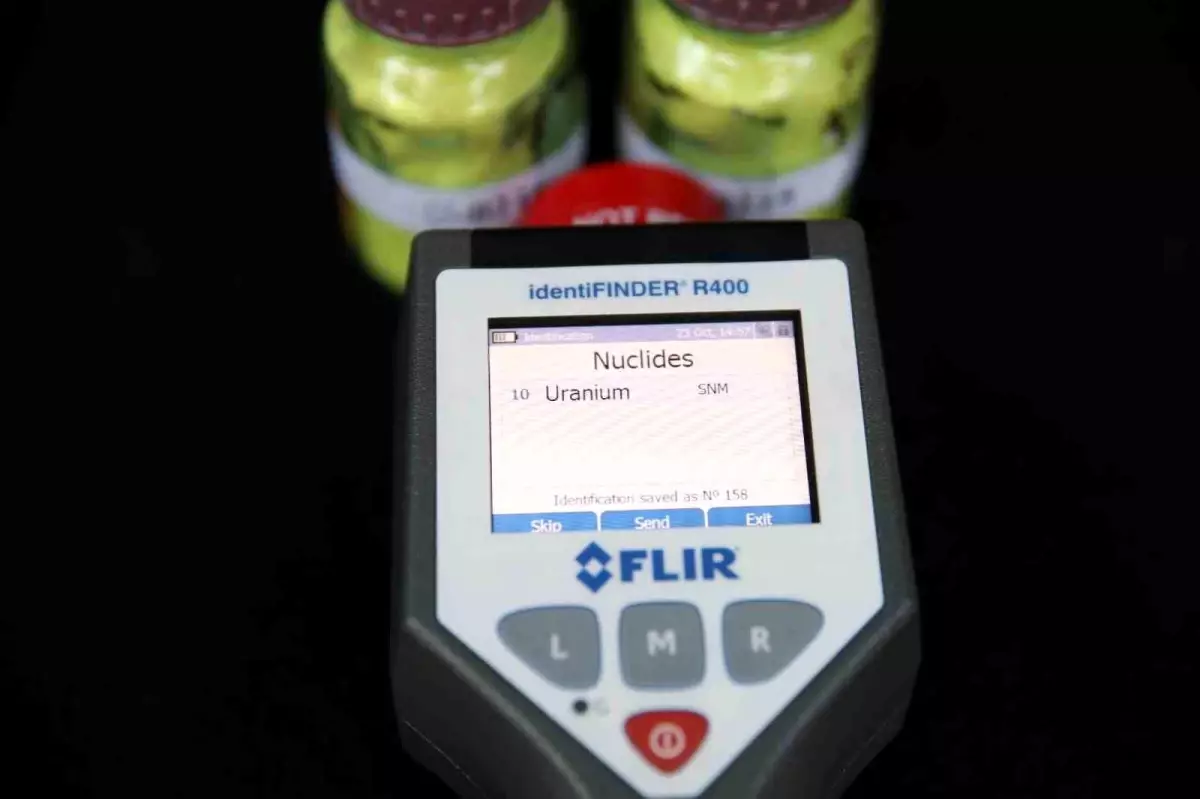 HOT
identiFINDER® R400
Identification 23 Oct, 14:57
Nuclides
10 Uranium SNM
Identification saved as Nº 158
Skip Send Exit
FLIR
L M R